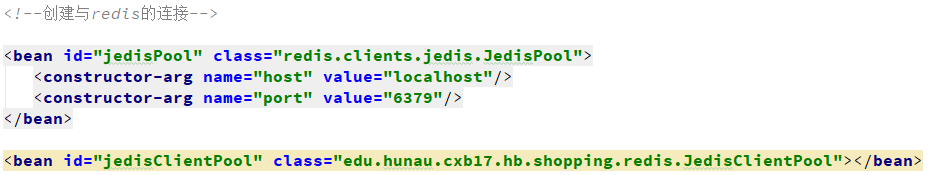 <!--创建与redis的连接-->
<bean id="jedisPool" class="redis.clients.jedis.JedisPool">
    <constructor-arg name="host" value="localhost"/>
    <constructor-arg name="port" value="6379"/>
</bean>
<bean id="jedisClientPool" class="edu.hunau.cxb17.hb.shopping.redis.JedisClientPool"></bean>